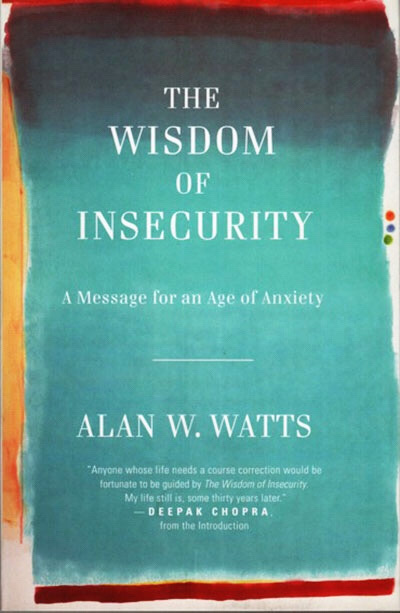 THE
WISDOM
OF
INSECURITY
A Message for an Age of Anxiety
ALAN W. WATTS
"Anyone whose life needs a course correction would be
fortunate to be guided by The Wisdom of Insecurity.
My life still is, some thirty years later."
— DEEPAK CHOPRA,
from the Introduction